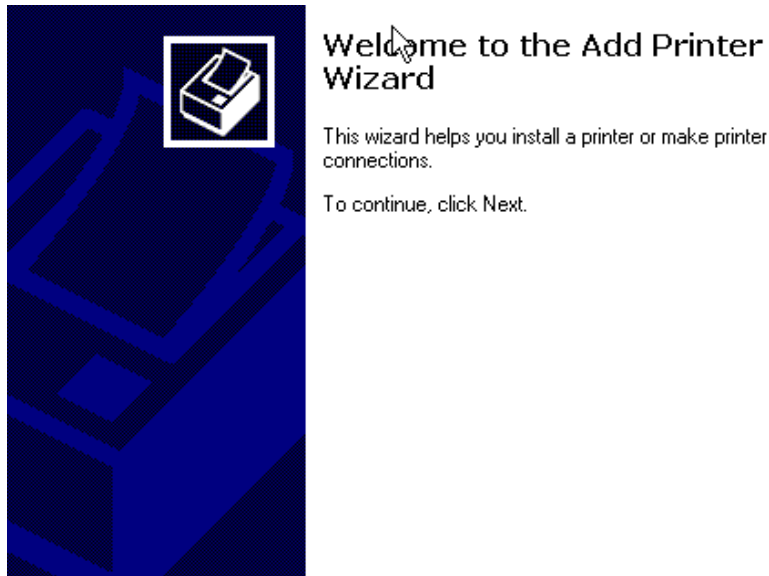 Welcome to the Add Printer
Wizard
This wizard helps you install a printer or make printer
connections.
To continue, click Next.